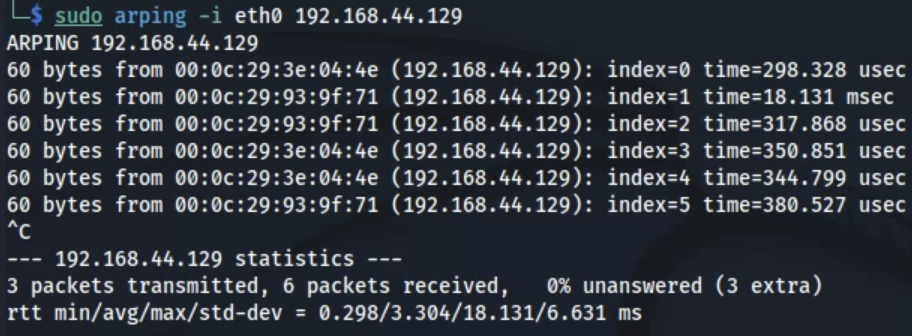 └─$ sudo arping -i eth0 192.168.44.129
ARPING 192.168.44.129
60 bytes from 00:0c:29:3e:04:4e (192.168.44.129): index=0 time=298.328 usec
60 bytes from 00:0c:29:93:9f:71 (192.168.44.129): index=1 time=18.131 msec
60 bytes from 00:0c:29:93:9f:71 (192.168.44.129): index=2 time=317.868 usec
60 bytes from 00:0c:29:3e:04:4e (192.168.44.129): index=3 time=350.851 usec
60 bytes from 00:0c:29:3e:04:4e (192.168.44.129): index=4 time=344.799 usec
60 bytes from 00:0c:29:93:9f:71 (192.168.44.129): index=5 time=380.527 usec
^C
--- 192.168.44.129 statistics ---
3 packets transmitted, 6 packets received,   0% unanswered (3 extra)
rtt min/avg/max/std-dev = 0.298/3.304/18.131/6.631 ms